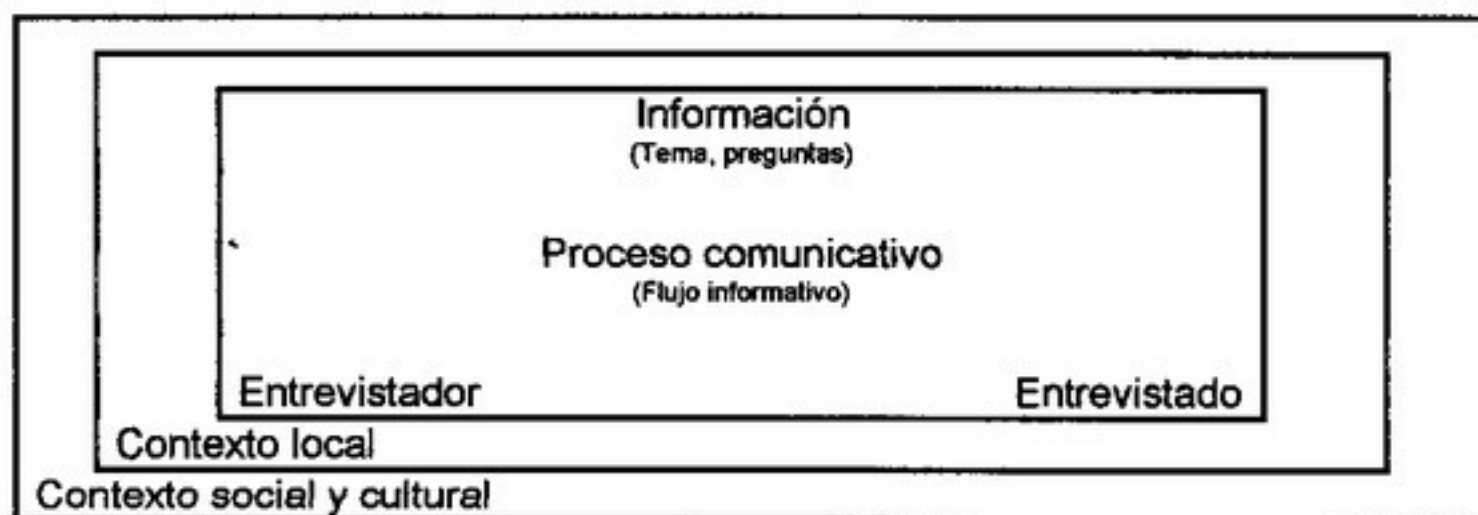 Información
(Tema, preguntas)
Proceso comunicativo
(Flujo informativo)
Entrevistador
Entrevistado
Contexto local
Contexto social y cultural